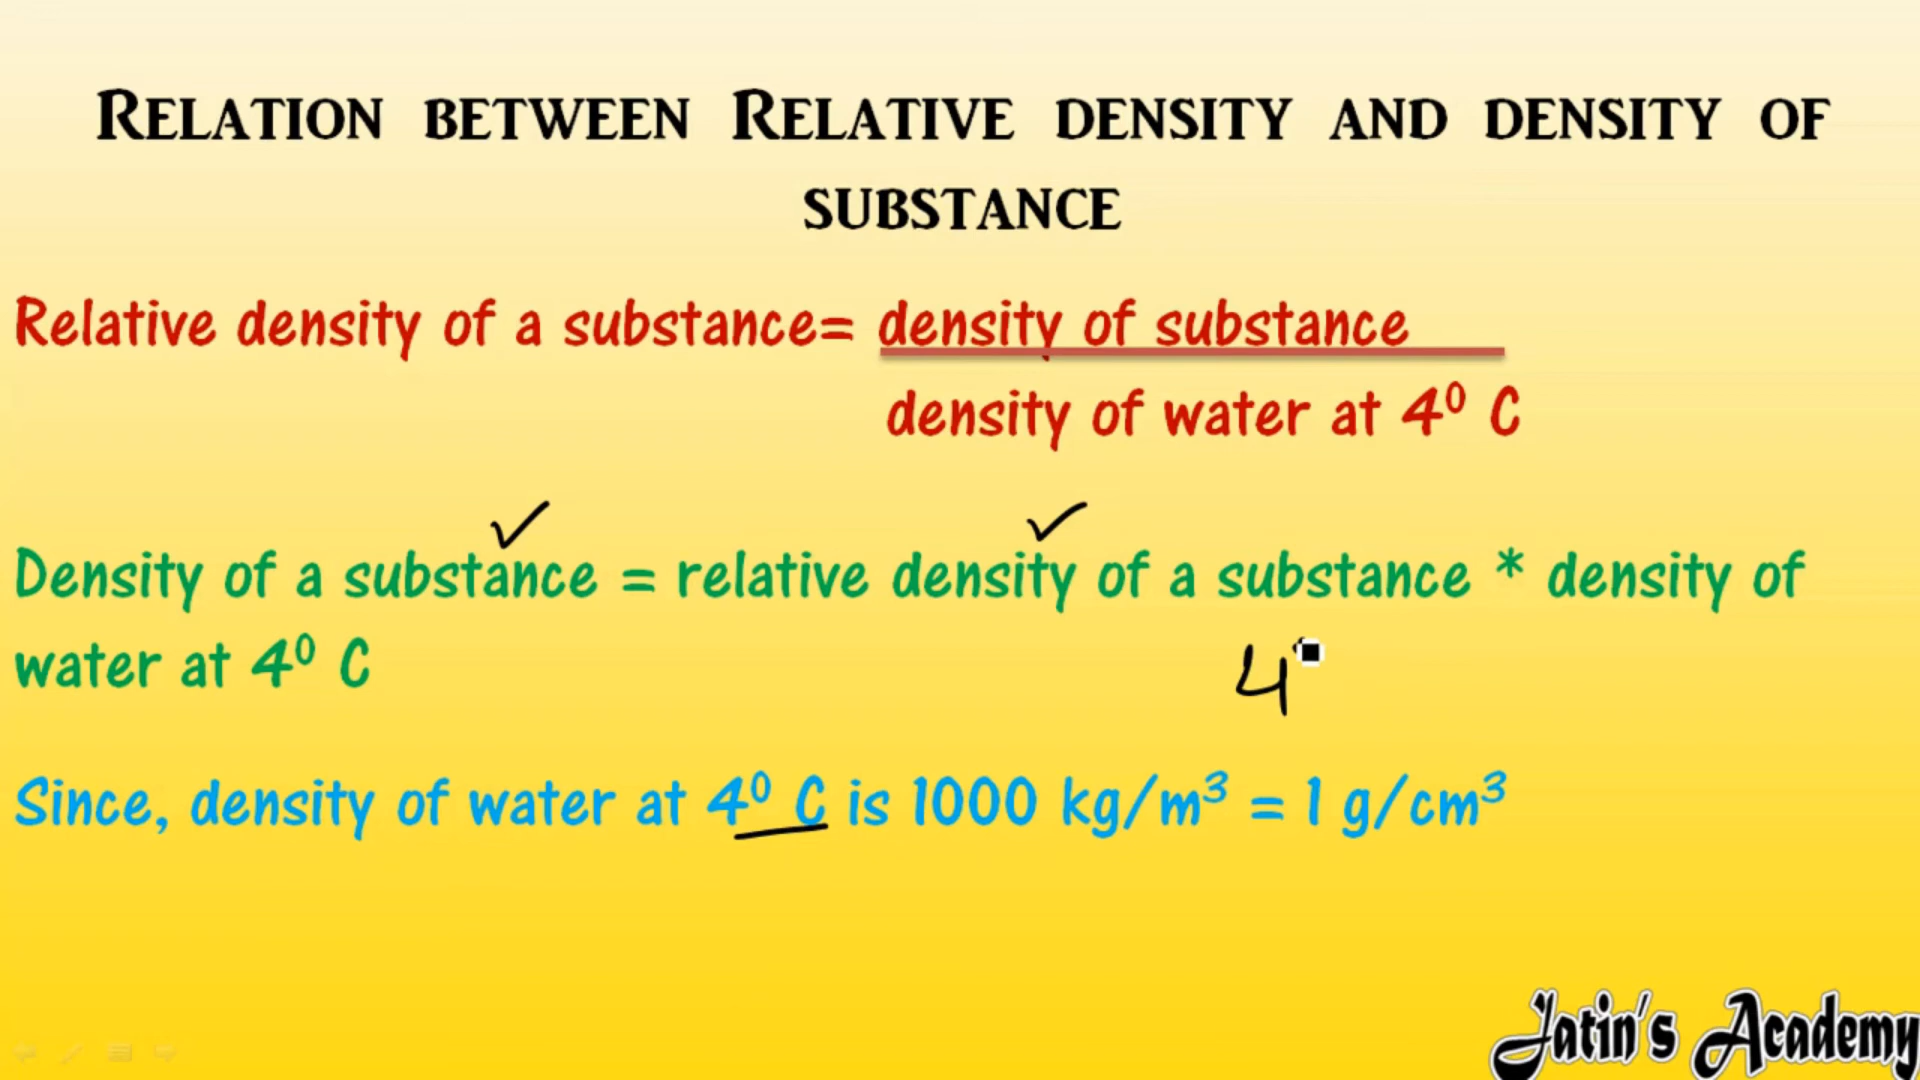 RELATION BETWEEN RELATIVE DENSITY AND DENSITY OF
SUBSTANCE
Relative density of a substance= density of substance
density of water at 4⁰ C
Density of a substance = relative density of a substance * density of
water at 4⁰ C
4
Since, density of water at 4⁰ C is 1000 kg/m³ = 1 g/cm³
Jatin's Academy